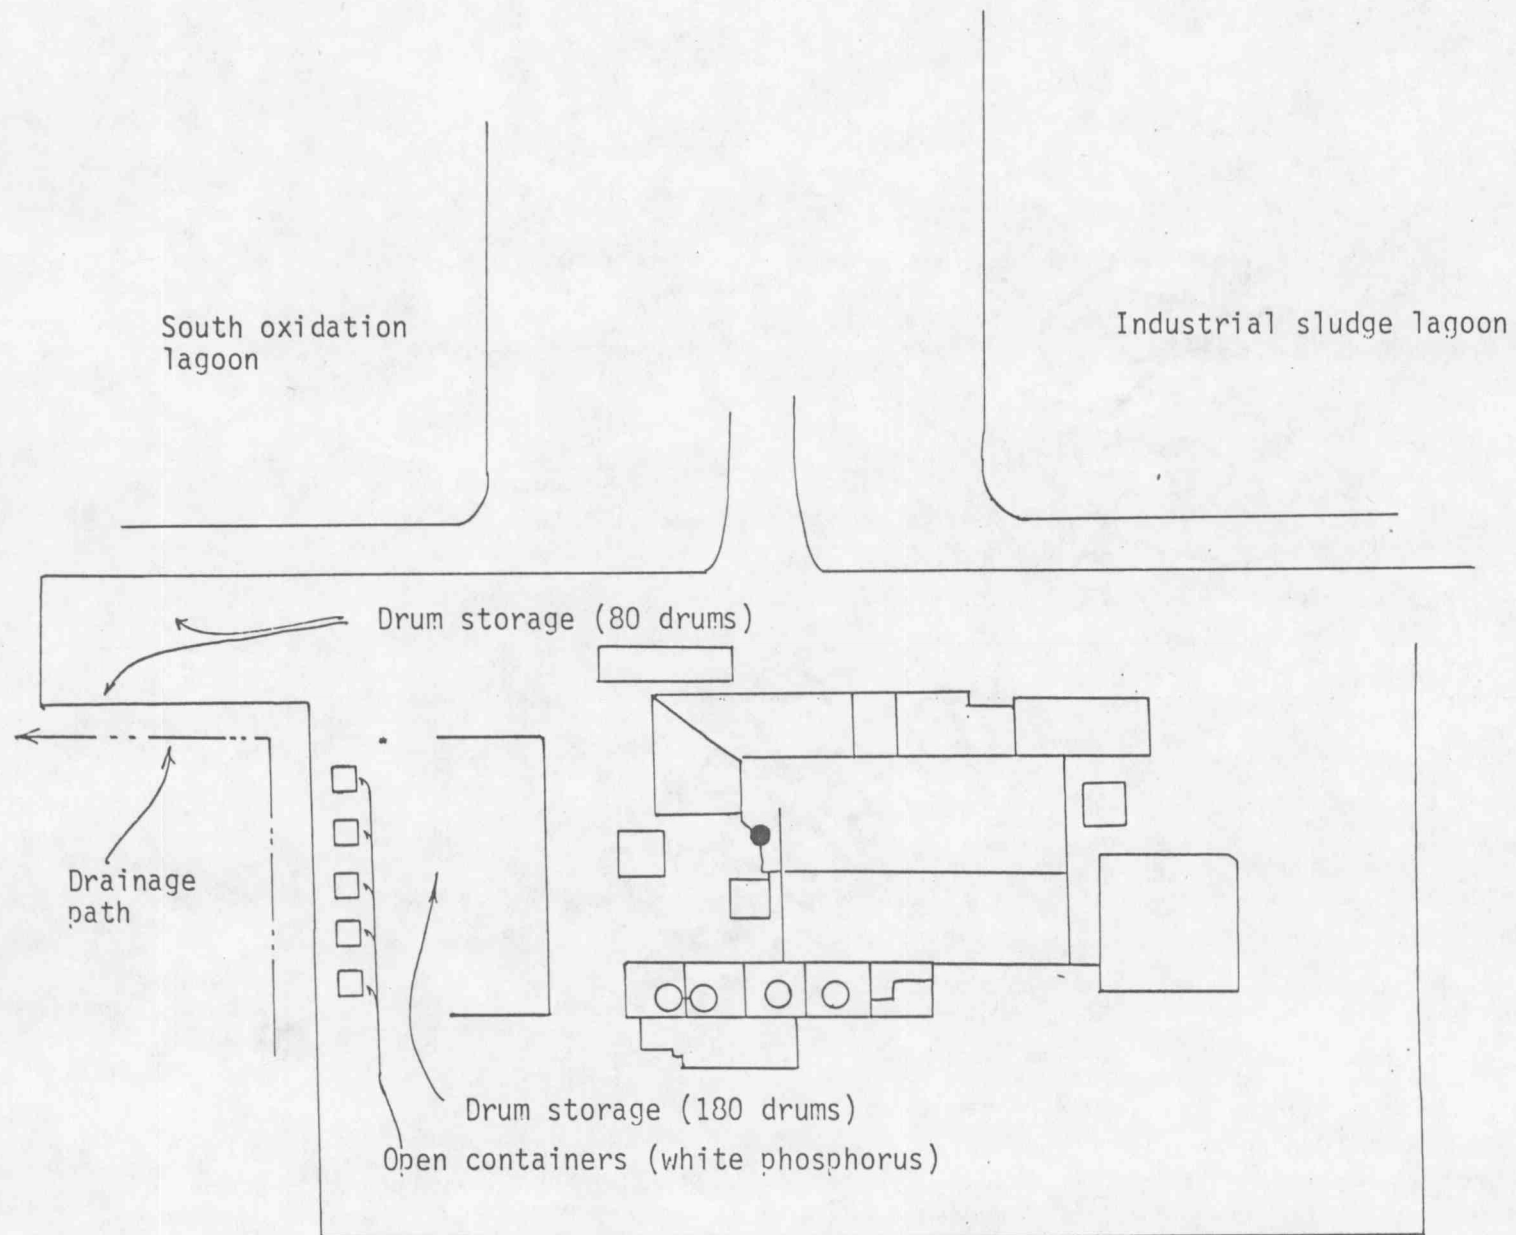 South oxidation
lagoon
Industrial sludge lagoon
Drum storage (80 drums)
Drainage
path
Drum storage (180 drums)
Open containers (white phosphorus)